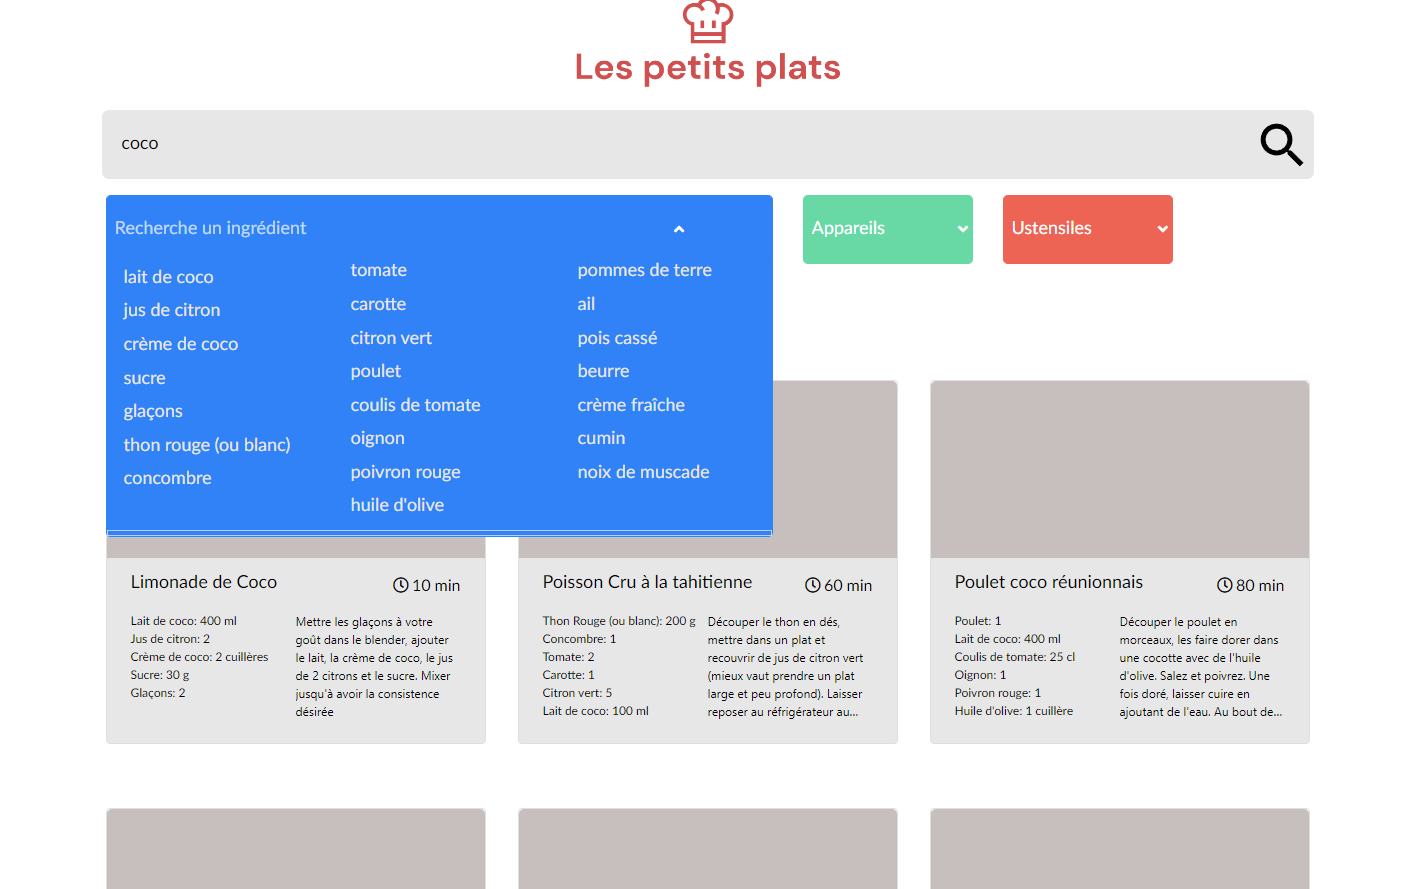 Les petits plats
coco
Recherche un ingrédient
Appareils
Ustensiles
lait de coco
jus de citron
crème de coco
sucre
glaçons
thon rouge (ou blanc)
concombre
tomate
carotte
citron vert
poulet
coulis de tomate
oignon
poivron rouge
huile d'olive
pommes de terre
ail
pois cassé
beurre
crème fraîche
cumin
noix de muscade
Limonade de Coco
10 min
Lait de coco: 400 ml
Jus de citron: 2
Crème de coco: 2 cuillères
Sucre: 30 g
Glaçons: 2
Mettre les glaçons à votre
goût dans le blender, ajouter
le lait, la crème de coco, le jus
de 2 citrons et le sucre. Mixer
jusqu'à avoir la consistence
désirée
Poisson Cru à la tahitienne
60 min
Thon Rouge (ou blanc): 200 g
Concombre: 1
Tomate: 2
Carotte: 1
Citron vert: 5
Lait de coco: 100 ml
Découper le thon en dés,
mettre dans un plat et
recouvrir de jus de citron vert
(mieux vaut prendre un plat
large et peu profond). Laisser
reposer au réfrigérateur au...
Poulet coco réunionnais
80 min
Poulet: 1
Lait de coco: 400 ml
Coulis de tomate: 25 cl
Oignon: 1
Poivron rouge: 1
Huile d'olive: 1 cuillère
Découper le poulet en
morceaux, les faire dorer dans
une cocotte avec de l'huile
d'olive. Salez et poivrez. Une
fois doré, laisser cuire en
ajoutant de l'eau. Au bout de...